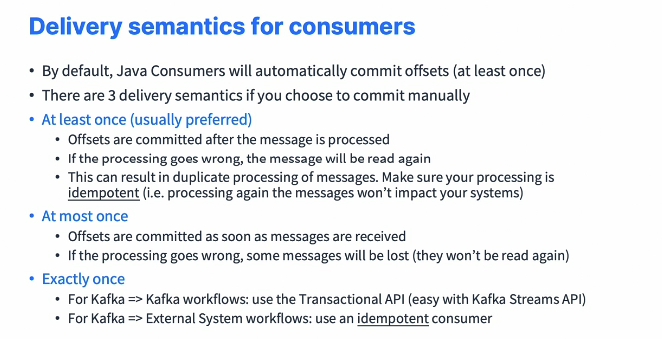 Delivery semantics for consumers
• By default, Java Consumers will automatically commit offsets (at least once)
• There are 3 delivery semantics if you choose to commit manually
• At least once (usually preferred)
• Offsets are committed after the message is processed
• If the processing goes wrong, the message will be read again
• This can result in duplicate processing of messages. Make sure your processing is
idempotent (i.e. processing again the messages won't impact your systems)
• At most once
• Offsets are committed as soon as messages are received
• If the processing goes wrong, some messages will be lost (they won't be read again)
• Exactly once
• For Kafka => Kafka workflows: use the Transactional API (easy with Kafka Streams API)
• For Kafka => External System workflows: use an idempotent consumer